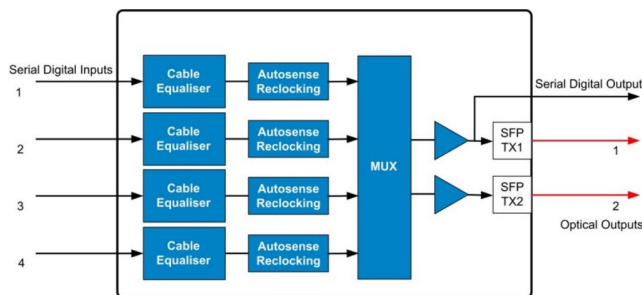 Serial Digital Inputs
1
Cable
Equaliser
Autosense
Reclocking
2
Cable
Equaliser
Autosense
Reclocking
3
Cable
Equaliser
Autosense
Reclocking
4
Cable
Equaliser
Autosense
Reclocking
MUX
Serial Digital Output
SFP
TX1
1
SFP
TX2
2
Optical Outputs